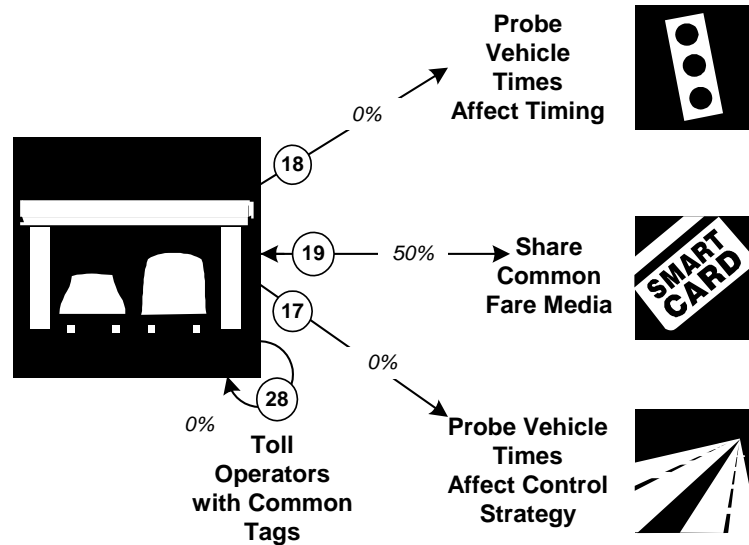 Probe
Vehicle
Times
Affect Timing
0%
18
19
50%
Share
Common
Fare Media
SMART
CARD
17
0%
28
0%
Toll
Operators
with Common
Tags
Probe Vehicle
Times
Affect Control
Strategy